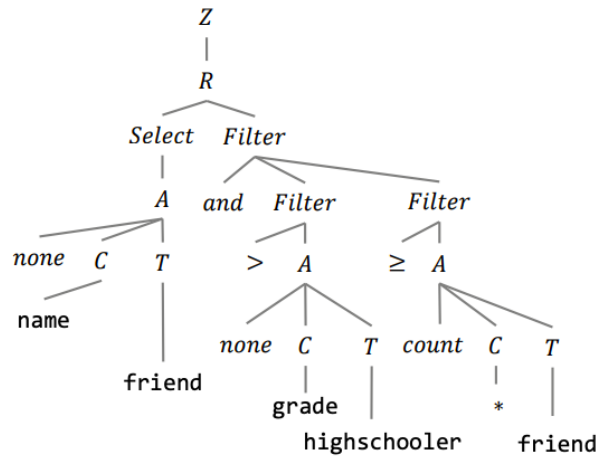 Z
R
Select Filter
A and Filter Filter
none C T > A ≥ A
name
none C T count C T
friend
grade *
highschooler friend